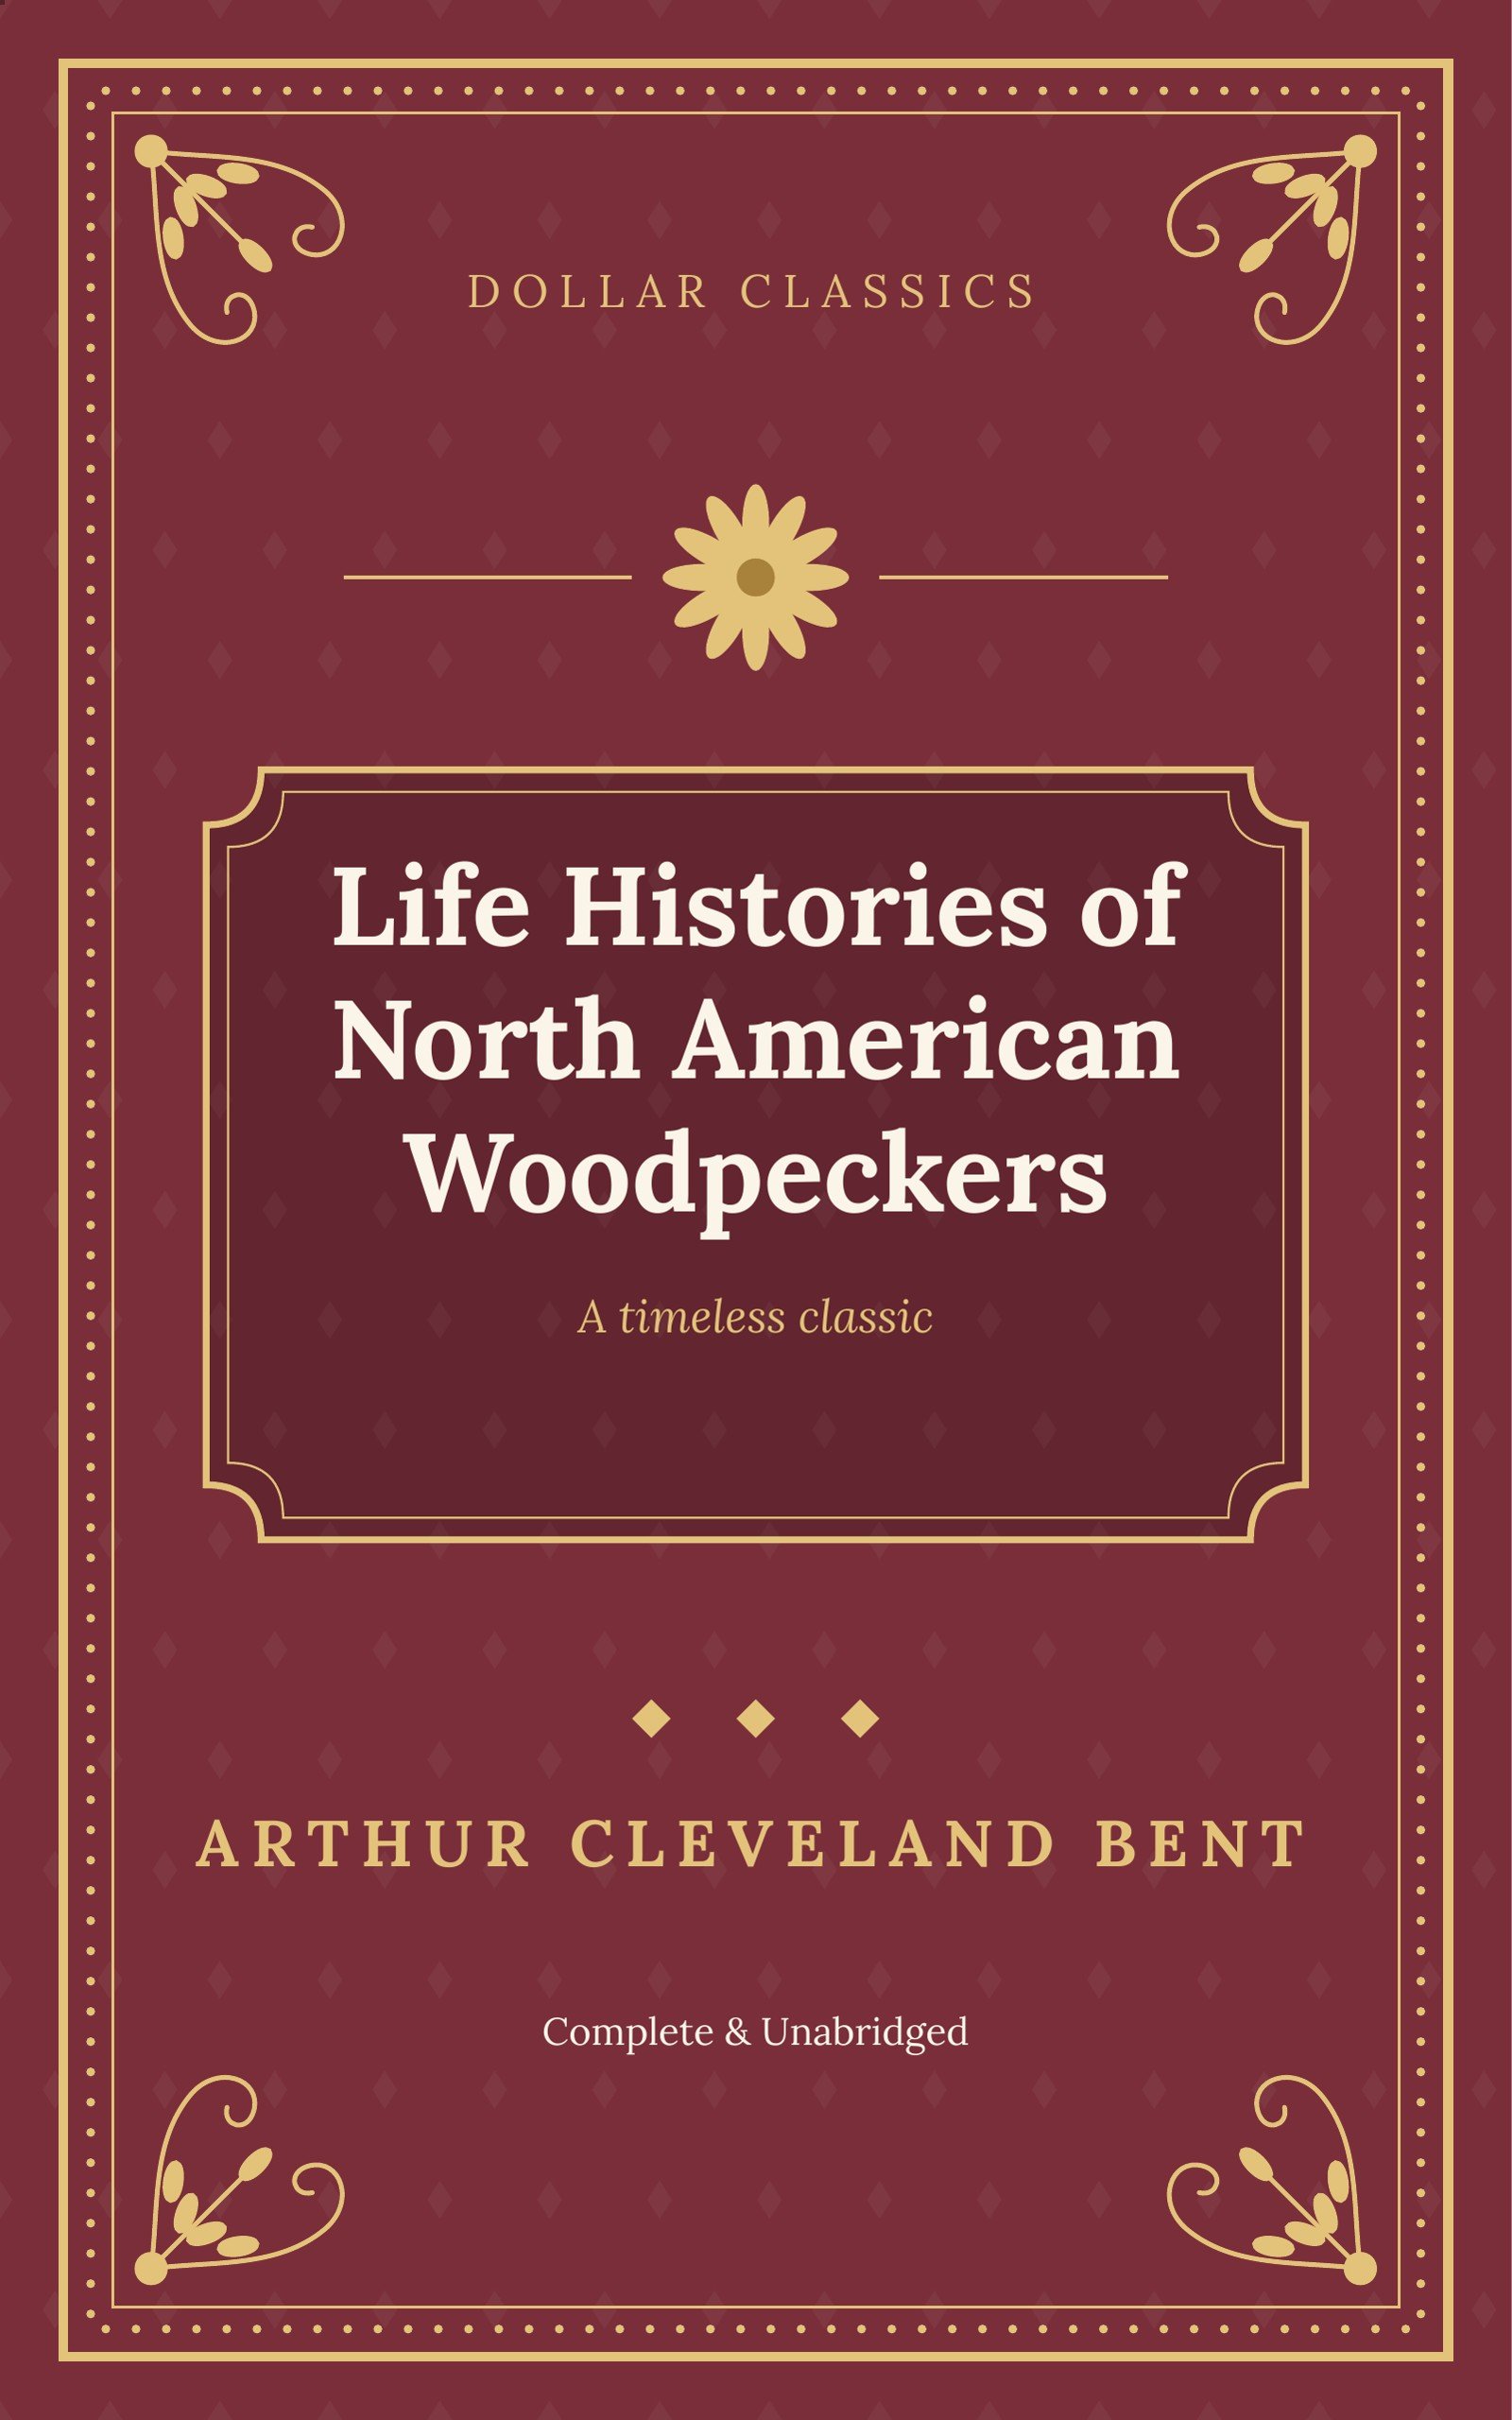 DOLLAR CLASSICS
Life Histories of
North American
Woodpeckers
A timeless classic
ARTHUR CLEVELAND BENT
Complete & Unabridged